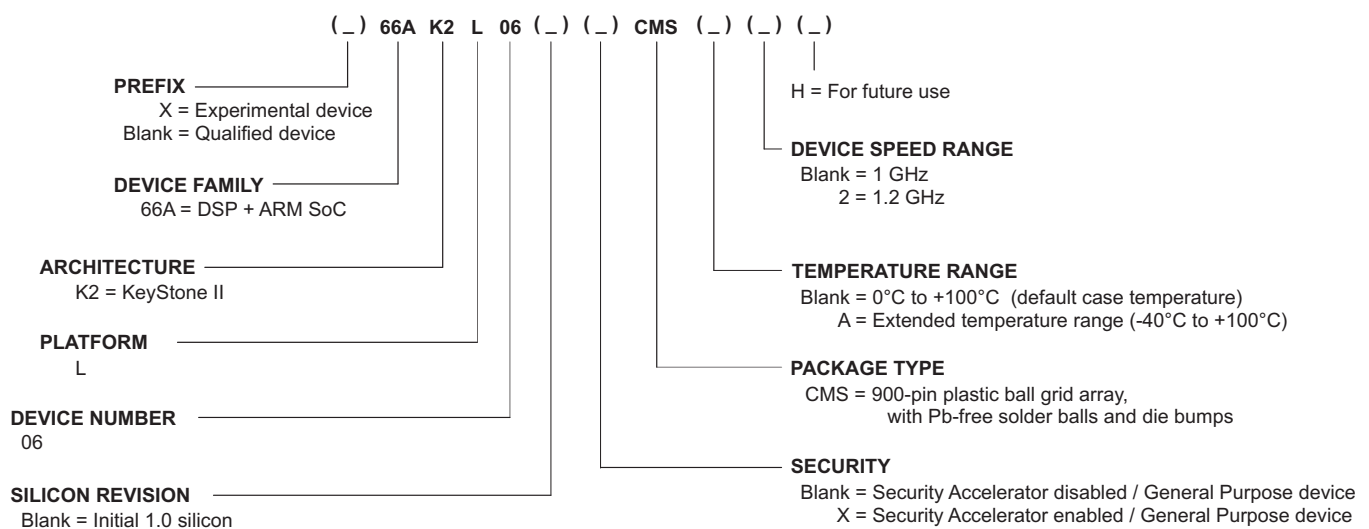 (_) 66A K2 L 06 (_) (_) CMS (_) (_) (_)
PREFIX
X = Experimental device
Blank = Qualified device
DEVICE FAMILY
66A = DSP + ARM SoC
ARCHITECTURE
K2 = KeyStone II
PLATFORM
L
DEVICE NUMBER
06
SILICON REVISION
Blank = Initial 1.0 silicon
H = For future use
DEVICE SPEED RANGE
Blank = 1 GHz
2 = 1.2 GHz
TEMPERATURE RANGE
Blank = 0°C to +100°C (default case temperature)
A = Extended temperature range (-40°C to +100°C)
PACKAGE TYPE
CMS = 900-pin plastic ball grid array,
with Pb-free solder balls and die bumps
SECURITY
Blank = Security Accelerator disabled / General Purpose device
X = Security Accelerator enabled / General Purpose device